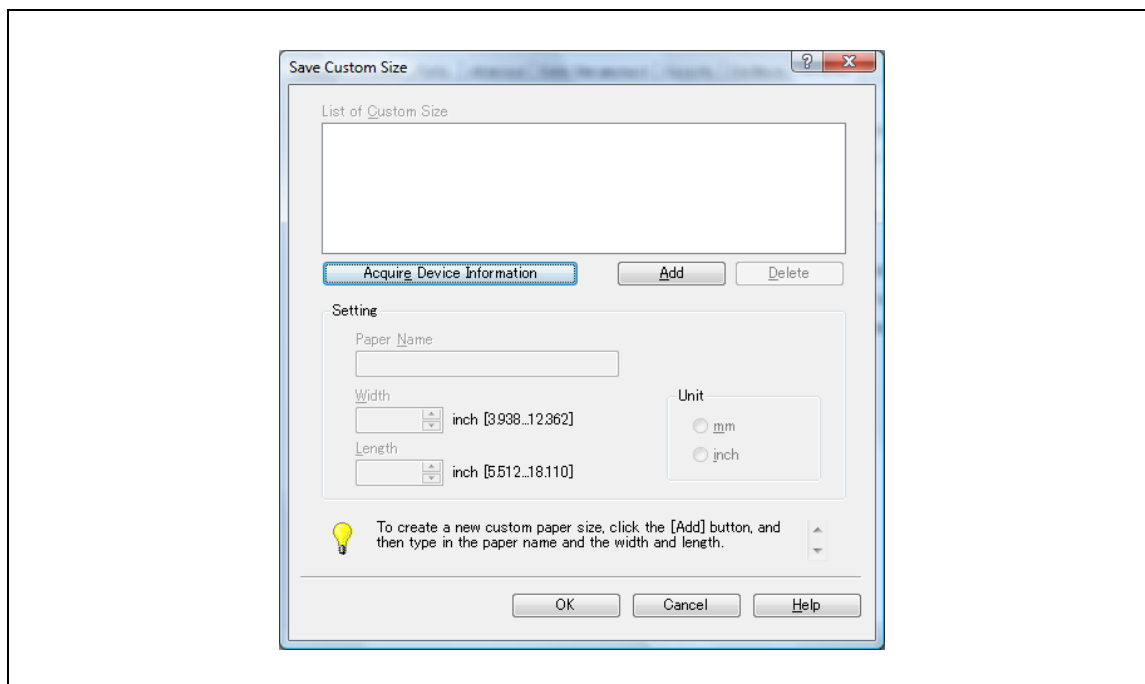 Save Custom Size
List of Custom Size
Acquire Device Information
Add
Delete
Setting
Paper Name
Width
inch [3.938...12.362]
Length
inch [5.512...18.110]
Unit
mm
inch
To create a new custom paper size, click the [Add] button, and
then type in the paper name and the width and length.
OK
Cancel
Help